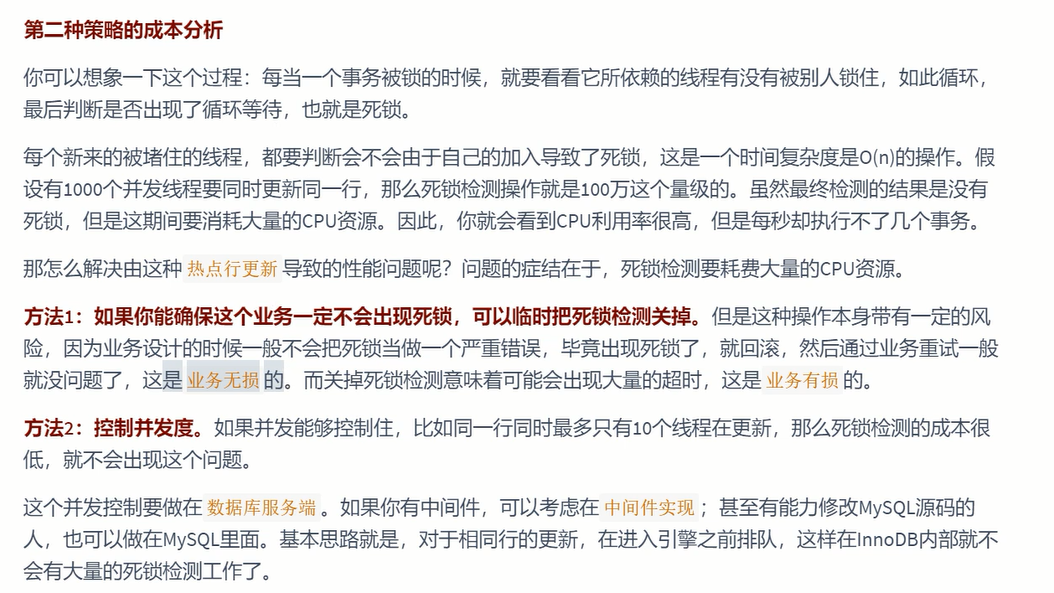 第二种策略的成本分析
你可以想象一下这个过程：每当一个事务被锁的时候，就要看看它所依赖的线程有没有被别人锁住，如此循环，
最后判断是否出现了循环等待，也就是死锁。
每个新来的被堵住的线程，都要判断会不会由于自己的加入导致了死锁，这是一个时间复杂度是O(n)的操作。假
设有1000个并发线程要同时更新同一行，那么死锁检测操作就是100万这个量级的。虽然最终检测的结果是没有
死锁，但是这期间要消耗大量的CPU资源。因此，你就会看到CPU利用率很高，但是每秒却执行不了几个事务。
那怎么解决由这种 热点行更新 导致的性能问题呢？问题的症结在于，死锁检测要耗费大量的CPU资源。
方法1：如果你能确保这个业务一定不会出现死锁，可以临时把死锁检测关掉。但是这种操作本身带有一定的风
险，因为业务设计的时候一般不会把死锁当做一个严重错误，毕竟出现死锁了，就回滚，然后通过业务重试一般
就没问题了，这是 业务无损 的。而关掉死锁检测意味着可能会出现大量的超时，这是 业务有损 的。
方法2：控制并发度。如果并发能够控制住，比如同一行同时最多只有10个线程在更新，那么死锁检测的成本很
低，就不会出现这个问题。
这个并发控制要做在 数据库服务端 。如果你有中间件，可以考虑在 中间件实现 ；甚至有能力修改MySQL源码的
人，也可以做在MySQL里面。基本思路就是，对于相同行的更新，在进入引擎之前排队，这样在InnoDB内部就不
会有大量的死锁检测工作了。